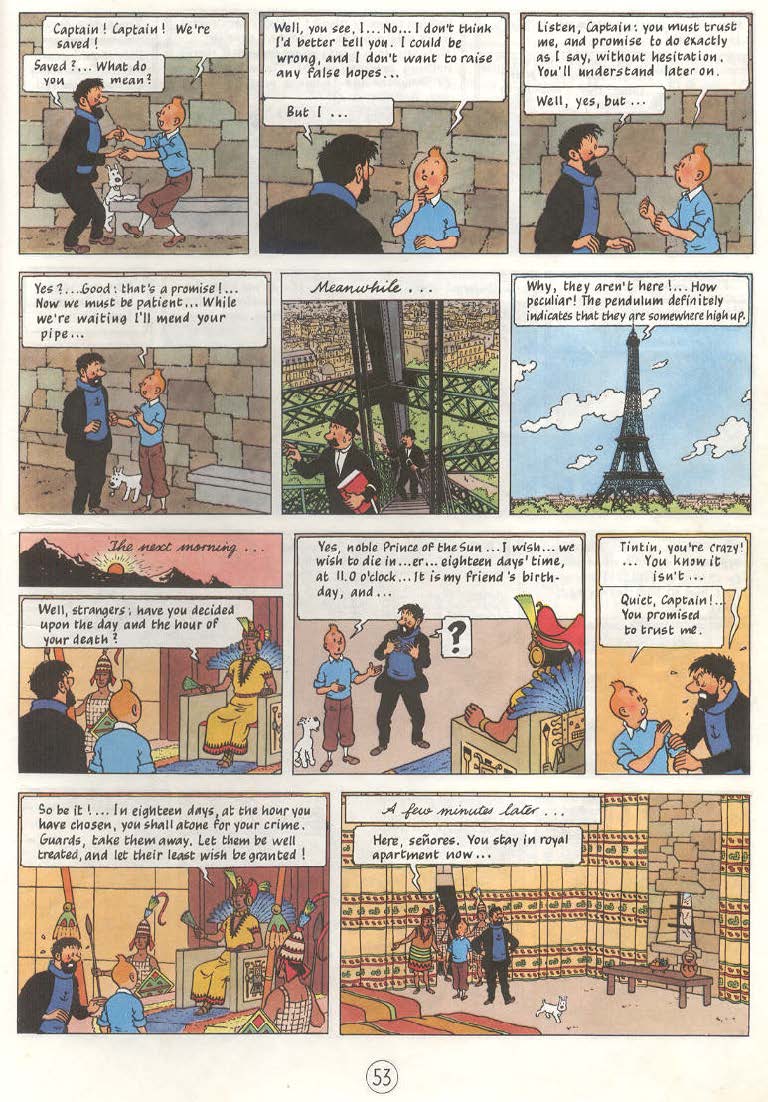 Captain ! Captain ! We're
saved !
Saved ?... What do
you mean ?
Well, you see, I... No... I don't think
I'd better tell you. I could be
wrong, and I don't want to raise
any false hopes...
But I ...
Listen, Captain : you must trust
me, and promise to do exactly
as I say, without hesitation.
You'll understand later on.
Well, yes, but ...
Yes ?...Good : that's a promise !...
Now we must be patient... While
we're waiting I'll mend your
pipe...
Meanwhile . . .
Why, they aren't here !... How
peculiar! The pendulum definitely
indicates that they are somewhere high up.
The next morning . . .
Well, strangers ; have you decided
upon the day and the hour of
your death ?
Yes, noble Prince of the Sun ...I wish... we
wish to die in...er... eighteen days' time,
at 11.0 o'clock... It is my friend's birth-
day, and...
?
Tintin, you're crazy!
... You know it
isn't ...
Quiet, Captain !...
You promised
to trust me.
So be it !... In eighteen days, at the hour you
have chosen, you shall atone for your crime.
Guards, take them away. Let them be well
treated, and let their least wish be granted !
A few minutes later . . .
Here, señores. You stay in royal
apartment now...
53